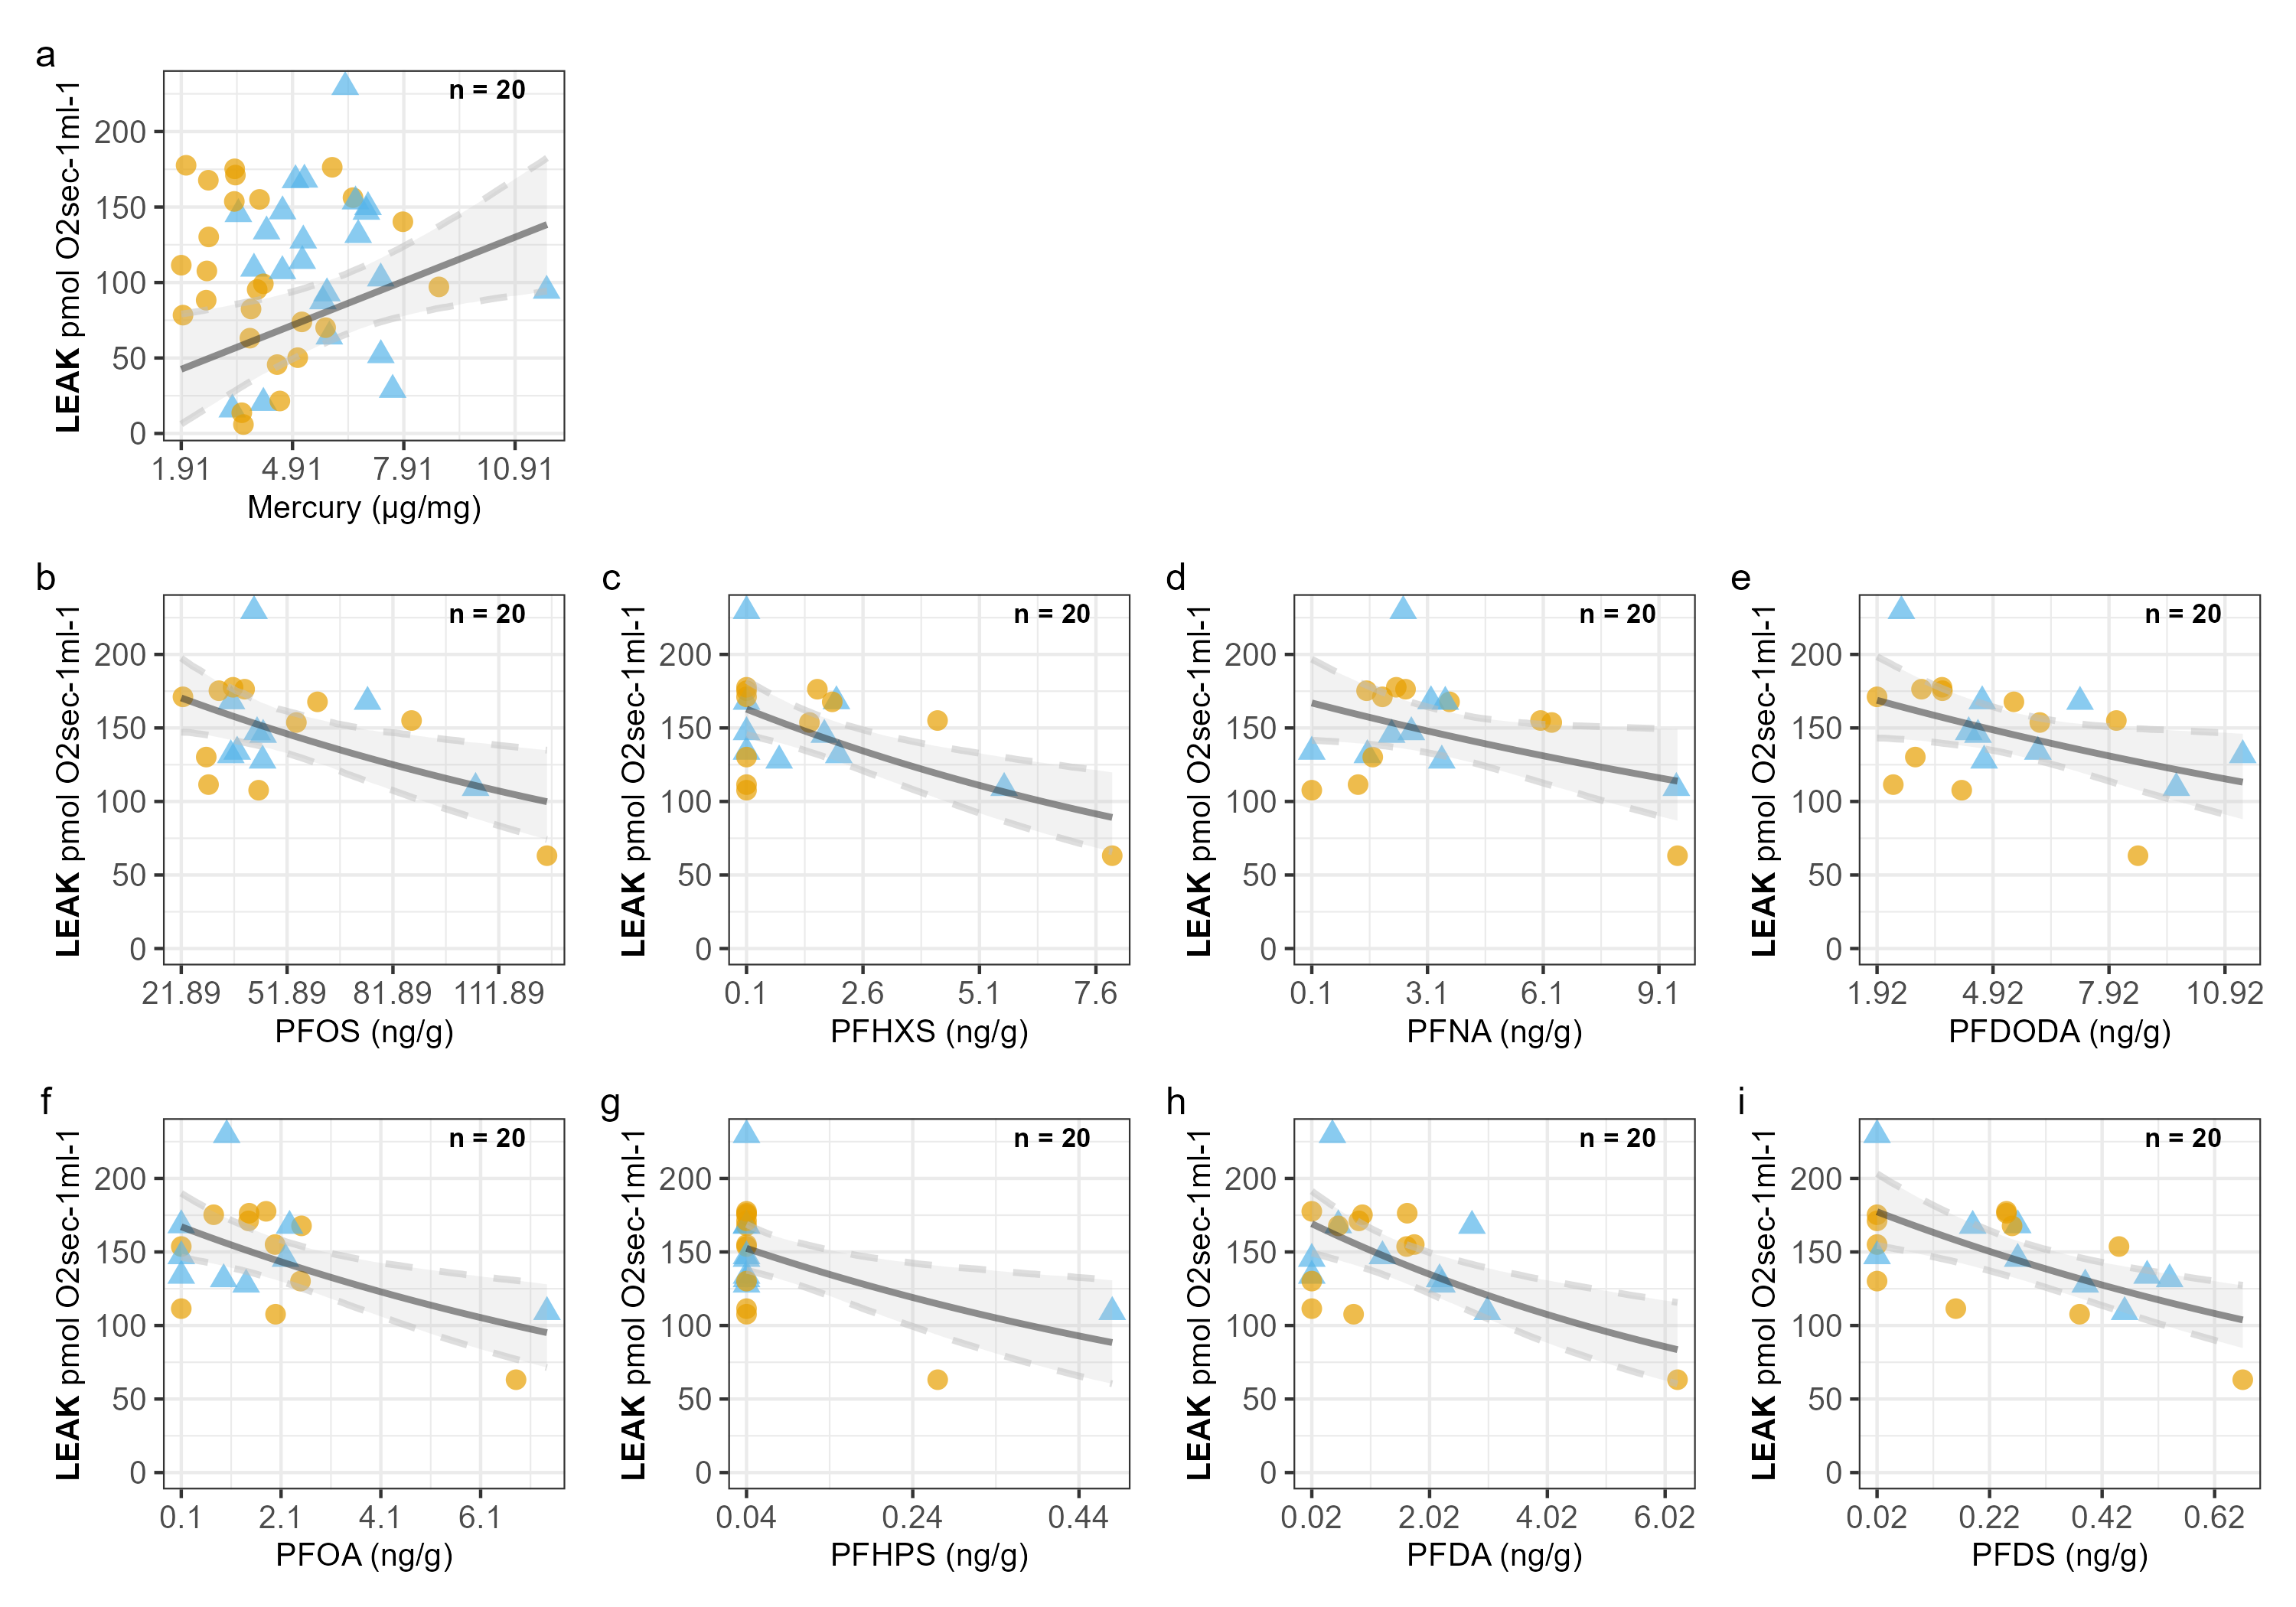 a
n = 20
LEAK pmol O2sec-1ml-1
200
150
100
50
0
1.91 4.91 7.91 10.91
Mercury (µg/mg)
b
n = 20
LEAK pmol O2sec-1ml-1
200
150
100
50
0
21.89 51.89 81.89 111.89
PFOS (ng/g)
c
n = 20
LEAK pmol O2sec-1ml-1
200
150
100
50
0
0.1 2.6 5.1 7.6
PFHXS (ng/g)
d
n = 20
LEAK pmol O2sec-1ml-1
200
150
100
50
0
0.1 3.1 6.1 9.1
PFNA (ng/g)
e
n = 20
LEAK pmol O2sec-1ml-1
200
150
100
50
0
1.92 4.92 7.92 10.92
PFDODA (ng/g)
f
n = 20
LEAK pmol O2sec-1ml-1
200
150
100
50
0
0.1 2.1 4.1 6.1
PFOA (ng/g)
g
n = 20
LEAK pmol O2sec-1ml-1
200
150
100
50
0
0.04 0.24 0.44
PFHPS (ng/g)
h
n = 20
LEAK pmol O2sec-1ml-1
200
150
100
50
0
0.02 2.02 4.02 6.02
PFDA (ng/g)
i
n = 20
LEAK pmol O2sec-1ml-1
200
150
100
50
0
0.02 0.22 0.42 0.62
PFDS (ng/g)